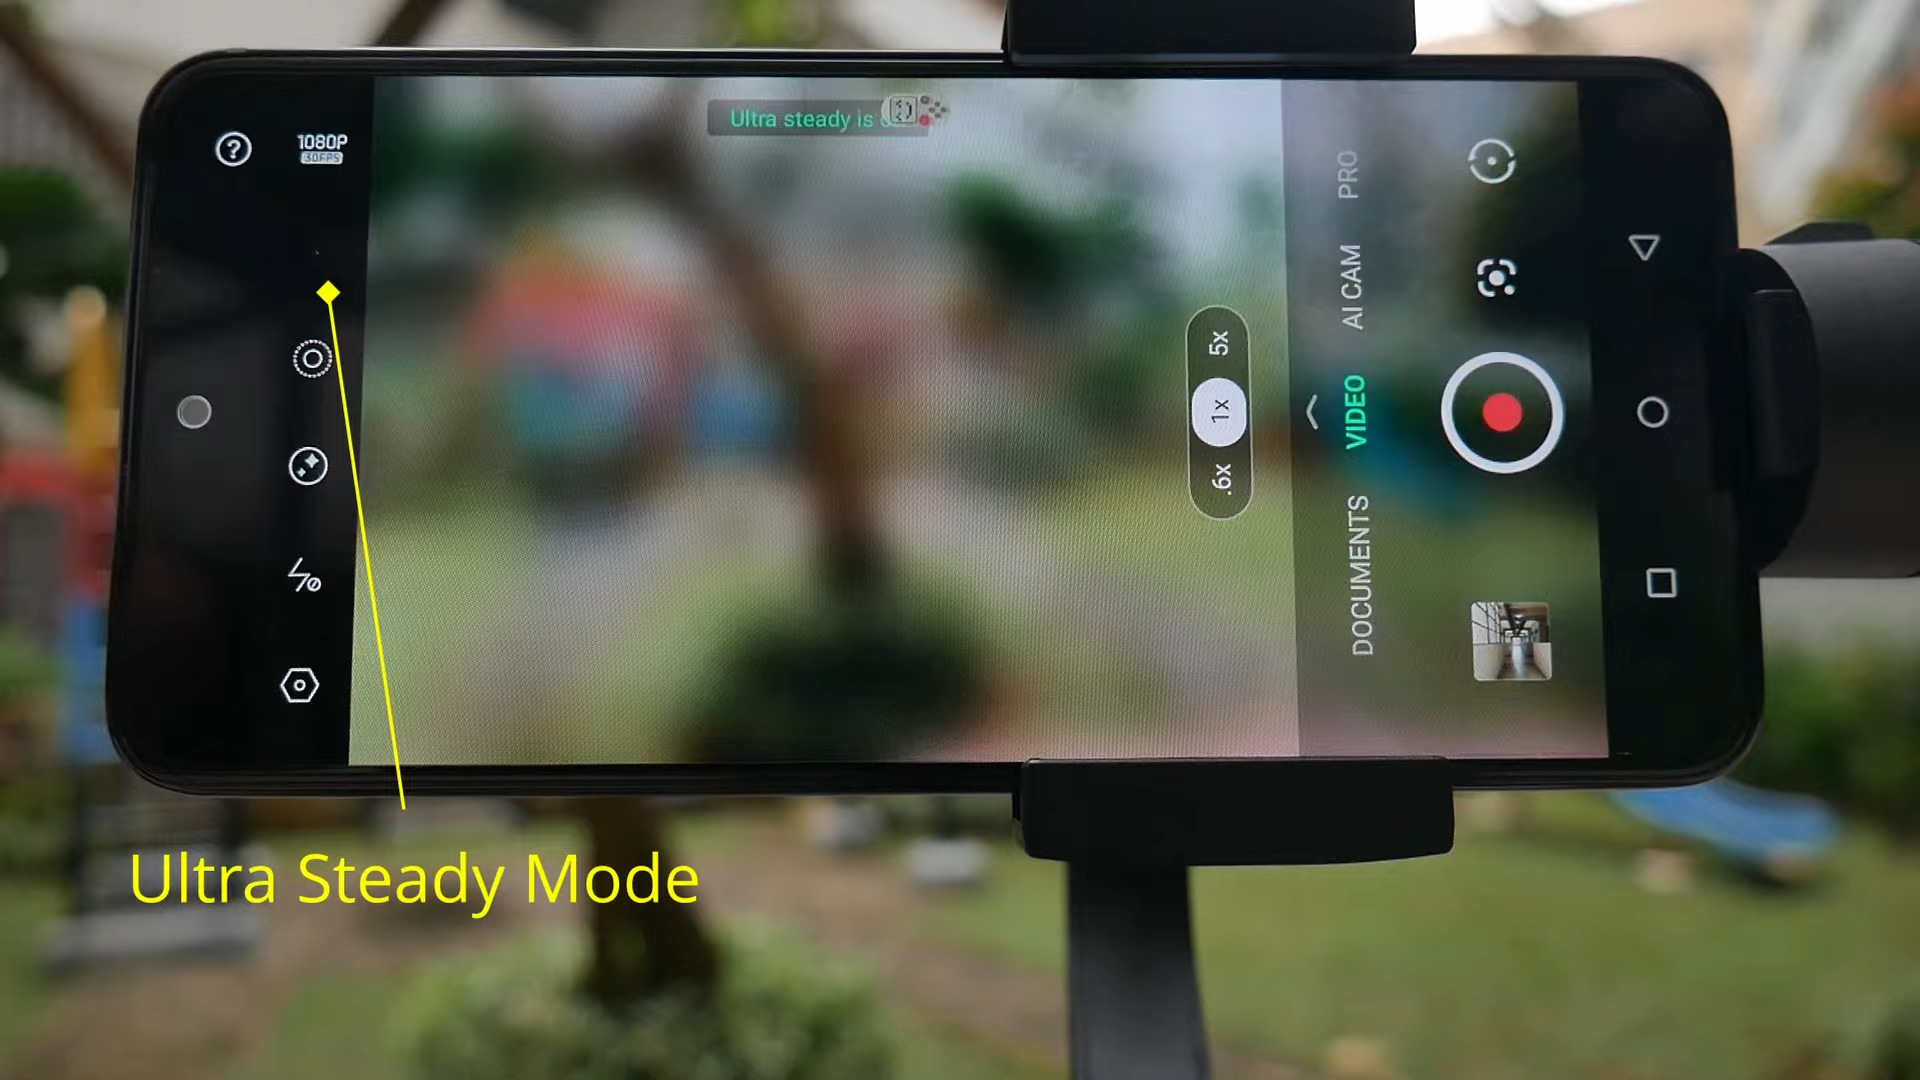 1080P
30FPS
Ultra steady is
PRO
AI CAM
VIDEO
DOCUMENTS
5x
1x
.6x
Ultra Steady Mode